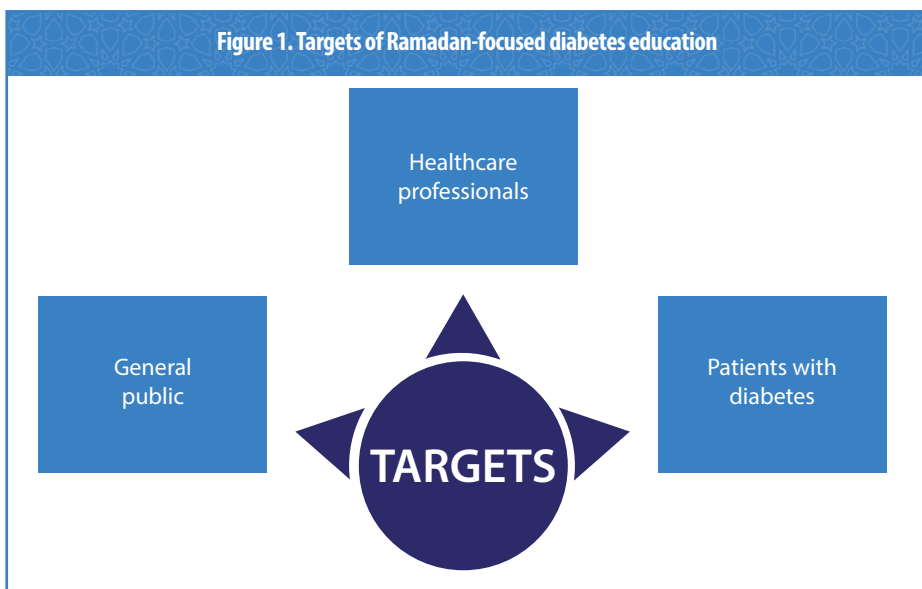 Figure 1. Targets of Ramadan-focused diabetes education
Healthcare
professionals
General
public
Patients with
diabetes
TARGETS